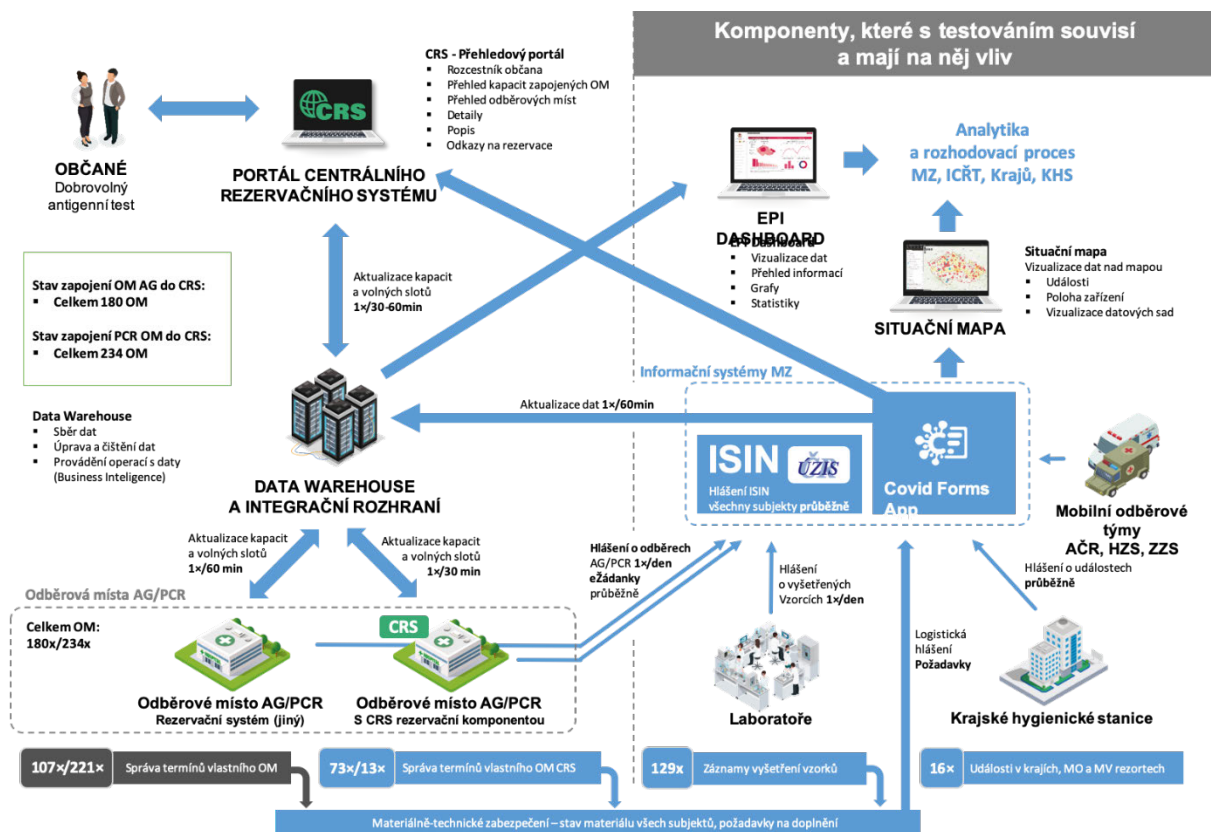 Komponenty, které s testováním souvisí
a mají na něj vliv
CRS - Přehledový portál
▪ Rozcestník občana
▪ Přehled kapacit zapojených OM
▪ Přehled odběrových míst
▪ Detaily
▪ Popis
▪ Odkazy na rezervace
CRS
OBČANÉ
Dobrovolný
antigenní test
PORTÁL CENTRÁLNÍHO
REZERVAČNÍHO SYSTÉMU
Analytika
a rozhodovací proces
MZ, ICŘT, Krajů, KHS
EPI
DASHBOARD
EPI Dashboard
▪ Vizualizace dat
▪ Přehled informací
▪ Grafy
▪ Statistiky
Situační mapa
Vizualizace dat nad mapou
▪ Události
▪ Poloha zařízení
▪ Vizualizace datových sad
SITUAČNÍ MAPA
Stav zapojení OM AG do CRS:
▪ Celkem 180 OM
Stav zapojení PCR OM do CRS:
▪ Celkem 234 OM
Aktualizace kapacit
a volných slotů
1×/30-60min
Informační systémy MZ
Aktualizace dat 1×/60min
Data Warehouse
▪ Sběr dat
▪ Úprava a čištění dat
▪ Provádění operací s daty
(Business Inteligence)
DATA WAREHOUSE
A INTEGRAČNÍ ROZHRANÍ
ISIN
ÚZIS
Hlášení ISIN
všechny subjekty průběžně
Covid Forms
App
Mobilní odběrové
týmy
AČR, HZS, ZZS
Aktualizace kapacit
a volných slotů
1×/60 min
Aktualizace kapacit
a volných slotů
1×/30 min
Hlášení o odběrech
AG/PCR 1×/den
eŽádanky
průběžně
Hlášení
o vyšetřených
Vzorcích 1×/den
Hlášení o událostech
průběžně
Odběrová místa AG/PCR
Celkem OM:
180x/234x
CRS
Logistická
hlášení
Požadavky
Odběrové místo AG/PCR
Rezervační systém (jiný)
Odběrové místo AG/PCR
S CRS rezervační komponentou
Laboratoře
Krajské hygienické stanice
107×/221×
Správa termínů vlastního OM
73×/13×
Správa termínů vlastního OM CRS
129x
Záznamy vyšetření vzorků
16×
Události v krajích, MO a MV rezortech
Materiálně-technické zabezpečení – stav materiálu všech subjektů, požadavky na doplnění